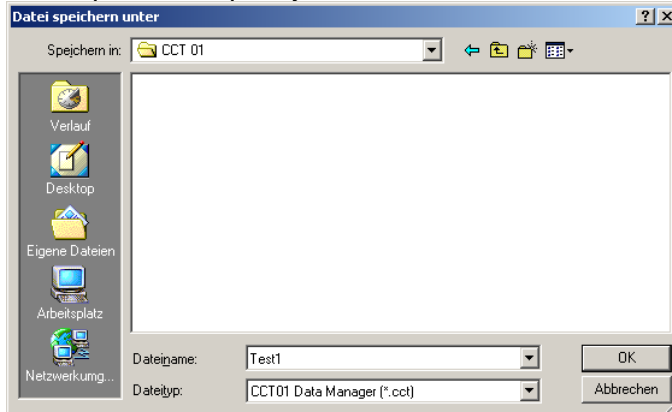 Datei speichern unter
Speichern in: CCT 01
Verlauf
Desktop
Eigene Dateien
Arbeitsplatz
Netzwerkumg...
Dateiname: Test1 OK
Dateityp: CCT01 Data Manager (*.cct) Abbrechen